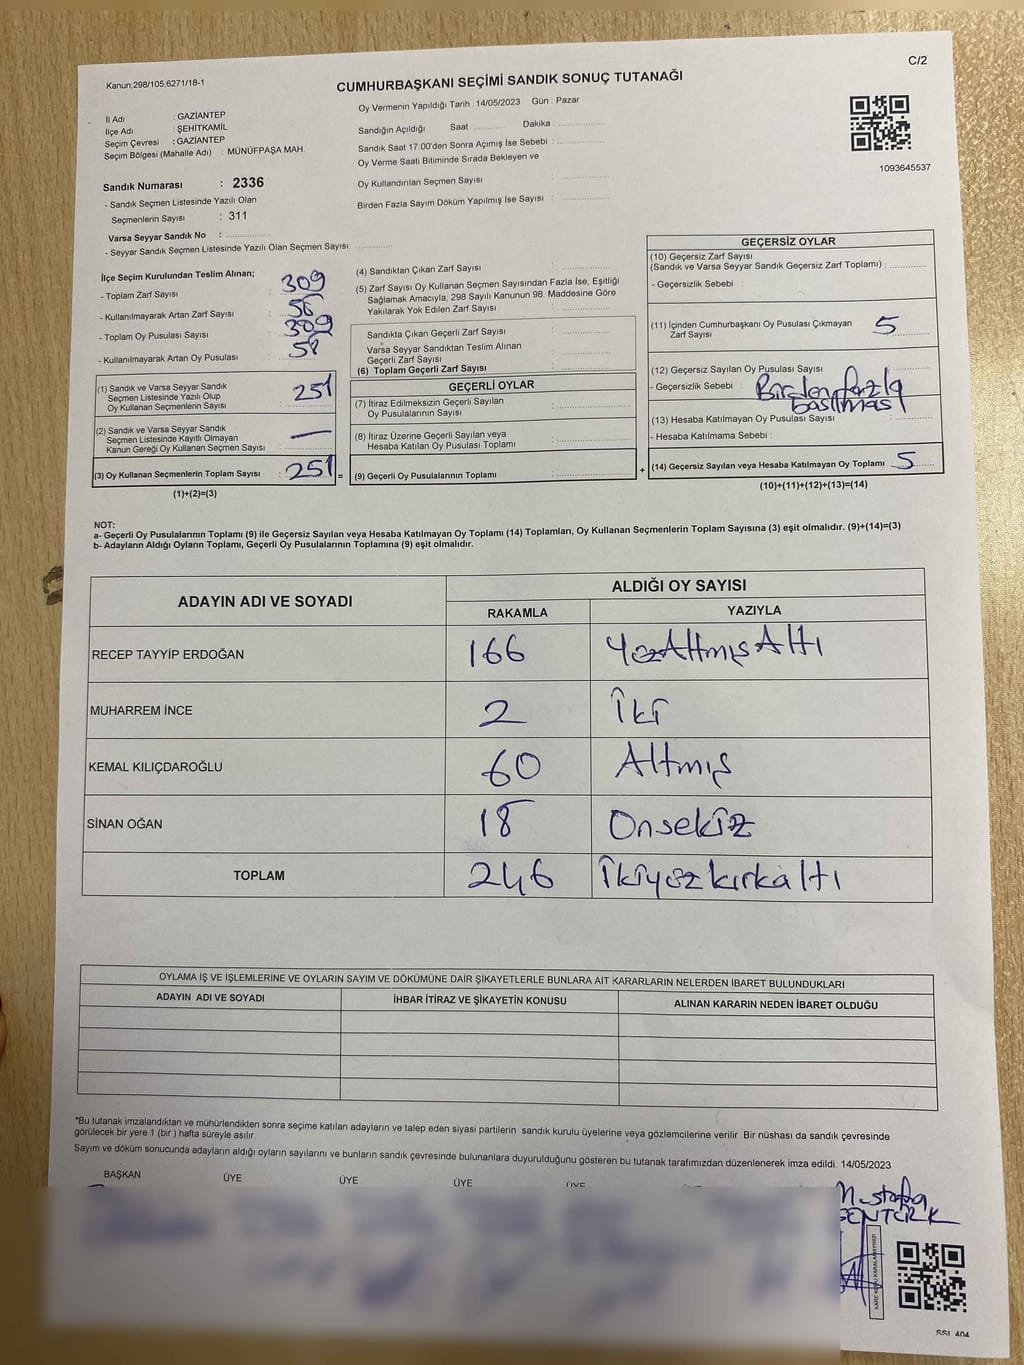 C/2
Kanun:298/105;6271/18-1
CUMHURBAŞKANI SEÇİMİ SANDIK SONUÇ TUTANAĞI
İl Adı : GAZİANTEP
İlçe Adı : ŞEHİTKAMİL
Seçim Çevresi : GAZİANTEP
Seçim Bölgesi (Mahalle Adı) : MÜNÜFPAŞA MAH.
Oy Vermenin Yapıldığı Tarih : 14/05/2023 Gün : Pazar
Sandığın Açıldığı Saat Dakika :
Sandık Saat 17:00'den Sonra Açımış İse Sebebi :
Oy Verme Saati Bitiminde Sırada Bekleyen ve
Oy Kullandırılan Seçmen Sayısı :
Birden Fazla Sayım Döküm Yapılmış İse Sayısı :
1093645537
Sandık Numarası : 2336
- Sandık Seçmen Listesinde Yazılı Olan
Seçmenlerin Sayısı : 311
Varsa Seyyar Sandık No :
- Seyyar Sandık Seçmen Listesinde Yazılı Olan Seçmen Sayısı:
İlçe Seçim Kurulundan Teslim Alınan;
- Toplam Zarf Sayısı : 309
- Kullanılmayarak Artan Zarf Sayısı :
- Toplam Oy Pusulası Sayısı : 309
- Kullanılmayarak Artan Oy Pusulası : 58
(1) Sandık ve Varsa Seyyar Sandık
Seçmen Listesinde Yazılı Olup
Oy Kullanan Seçmenlerin Sayısı : 251
(2) Sandık ve Varsa Seyyar Sandık
Seçmen Listesinde Kayıtlı Olmayan
Kanun Gereği Oy Kullanan Seçmen Sayısı : —
(3) Oy Kullanan Seçmenlerin Toplam Sayısı : 251
(1)+(2)=(3)
(4) Sandıktan Çıkan Zarf Sayısı :
(5) Zarf Sayısı Oy Kullanan Seçmen Sayısından Fazla İse, Eşitliği
Sağlamak Amacıyla; 298 Sayılı Kanunun 98. Maddesine Göre
Yakılarak Yok Edilen Zarf Sayısı :
Sandıkta Çıkan Geçerli Zarf Sayısı :
Varsa Seyyar Sandıktan Teslim Alınan
Geçerli Zarf Sayısı :
(6) Toplam Geçerli Zarf Sayısı :
GEÇERLİ OYLAR
(7) İtiraz Edilmeksizin Geçerli Sayılan
Oy Pusulalarının Sayısı :
(8) İtiraz Üzerine Geçerli Sayılan veya
Hesaba Katılan Oy Pusulası Toplamı :
= (9) Geçerli Oy Pusulalarının Toplamı : +
GEÇERSİZ OYLAR
(10) Geçersiz Zarf Sayısı
(Sandık ve Varsa Seyyar Sandık Geçersiz Zarf Toplamı) :
- Geçersizlik Sebebi :
(11) İçinden Cumhurbaşkanı Oy Pusulası Çıkmayan
Zarf Sayısı : 5
(12) Geçersiz Sayılan Oy Pusulası Sayısı :
- Geçersizlik Sebebi : Birden fazla
basılması
(13) Hesaba Katılmayan Oy Pusulası Sayısı :
- Hesaba Katılmama Sebebi :
(14) Geçersiz Sayılan veya Hesaba Katılmayan Oy Toplamı : 5
(10)+(11)+(12)+(13)=(14)
NOT:
a- Geçerli Oy Pusulalarının Toplamı (9) ile Geçersiz Sayılan veya Hesaba Katılmayan Oy Toplamı (14) Toplamları, Oy Kullanan Seçmenlerin Toplam Sayısına (3) eşit olmalıdır. (9)+(14)=(3)
b- Adayların Aldığı Oyların Toplamı, Geçerli Oy Pusulalarının Toplamına (9) eşit olmalıdır.
ADAYIN ADI VE SOYADI ALDIĞI OY SAYISI
RAKAMLA YAZIYLA
RECEP TAYYİP ERDOĞAN 166 YüzAltmışAltı
MUHARREM İNCE 2 İki
KEMAL KILIÇDAROĞLU 60 Altmış
SİNAN OĞAN 18 Onsekiz
TOPLAM 246 İkiyüzkırkaltı
OYLAMA İŞ VE İŞLEMLERİNE VE OYLARIN SAYIM VE DÖKÜMÜNE DAİR ŞİKAYETLERLE BUNLARA AİT KARARLARIN NELERDEN İBARET BULUNDUKLARI
ADAYIN ADI VE SOYADI İHBAR İTİRAZ VE ŞİKAYETİN KONUSU ALINAN KARARIN NEDEN İBARET OLDUĞU
*Bu tutanak imzalandıktan ve mühürlendikten sonra seçime katılan adayların ve talep eden siyasi partilerin sandık kurulu üyelerine veya gözlemcilerine verilir. Bir nüshası da sandık çevresinde
görülecek bir yere 1 (bir ) hafta süreyle asılır.
Sayım ve döküm sonucunda adayların aldığı oyların sayılarını ve bunların sandık çevresinde bulunanlara duyurulduğunu gösteren bu tutanak tarafımızdan düzenlenerek imza edildi. 14/05/2023
BAŞKAN ÜYE ÜYE ÜYE ÜYE
Mustafa
ŞENTÜRK